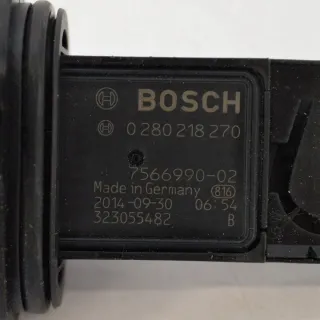 BOSCH
0 280 218 270
7566990-02
Made in Germany 816
2014-09-30 06:54
323055482 B